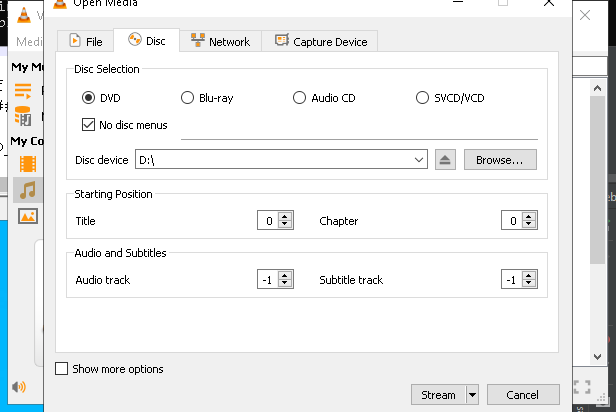 Open Media
Medi
File
Disc
Network
Capture Device
My M
Disc Selection
DVD
Blu-ray
Audio CD
SVCD/VCD
No disc menus
My Co
Disc device
D:\
Browse...
Starting Position
Title
0
Chapter
0
Audio and Subtitles
Audio track
-1
Subtitle track
-1
Show more options
Stream
Cancel